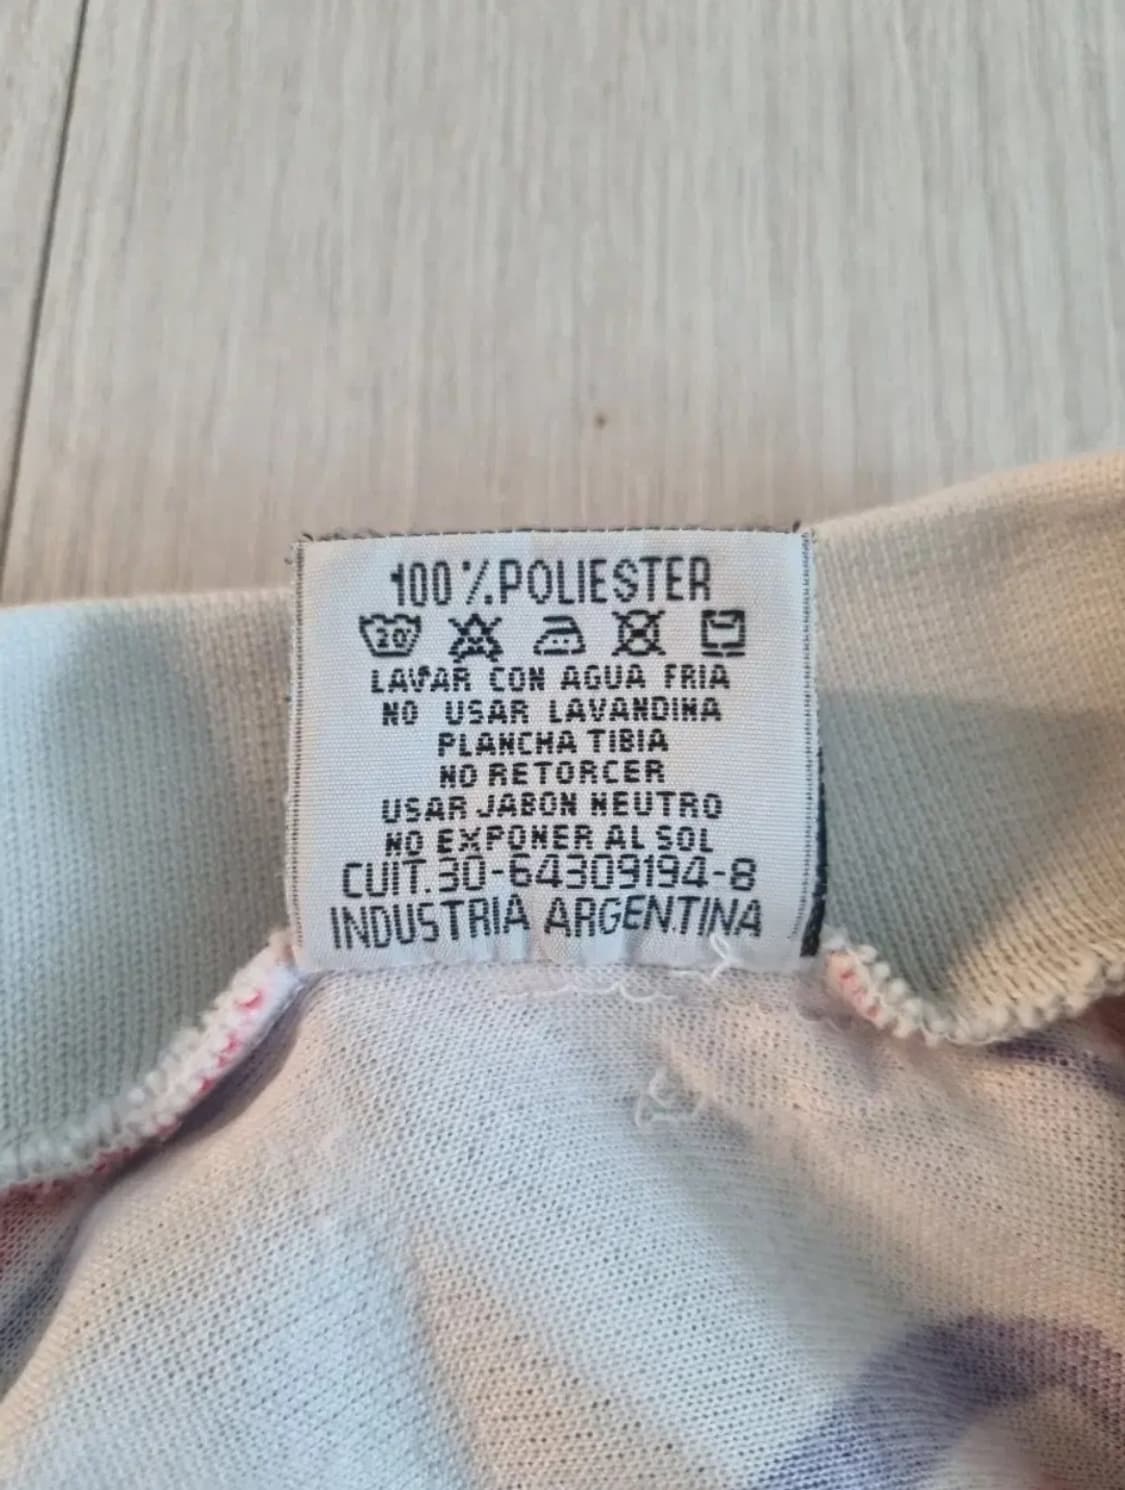 100%POLIESTER
20
LAVAR CON AGUA FRIA
NO USAR LAVANDINA
PLANCHA TIBIA
NO RETORCER
USAR JABON NEUTRO
NO EXPONER AL SOL
CUIT.30-64309194-8
INDUSTRIA ARGENTINA